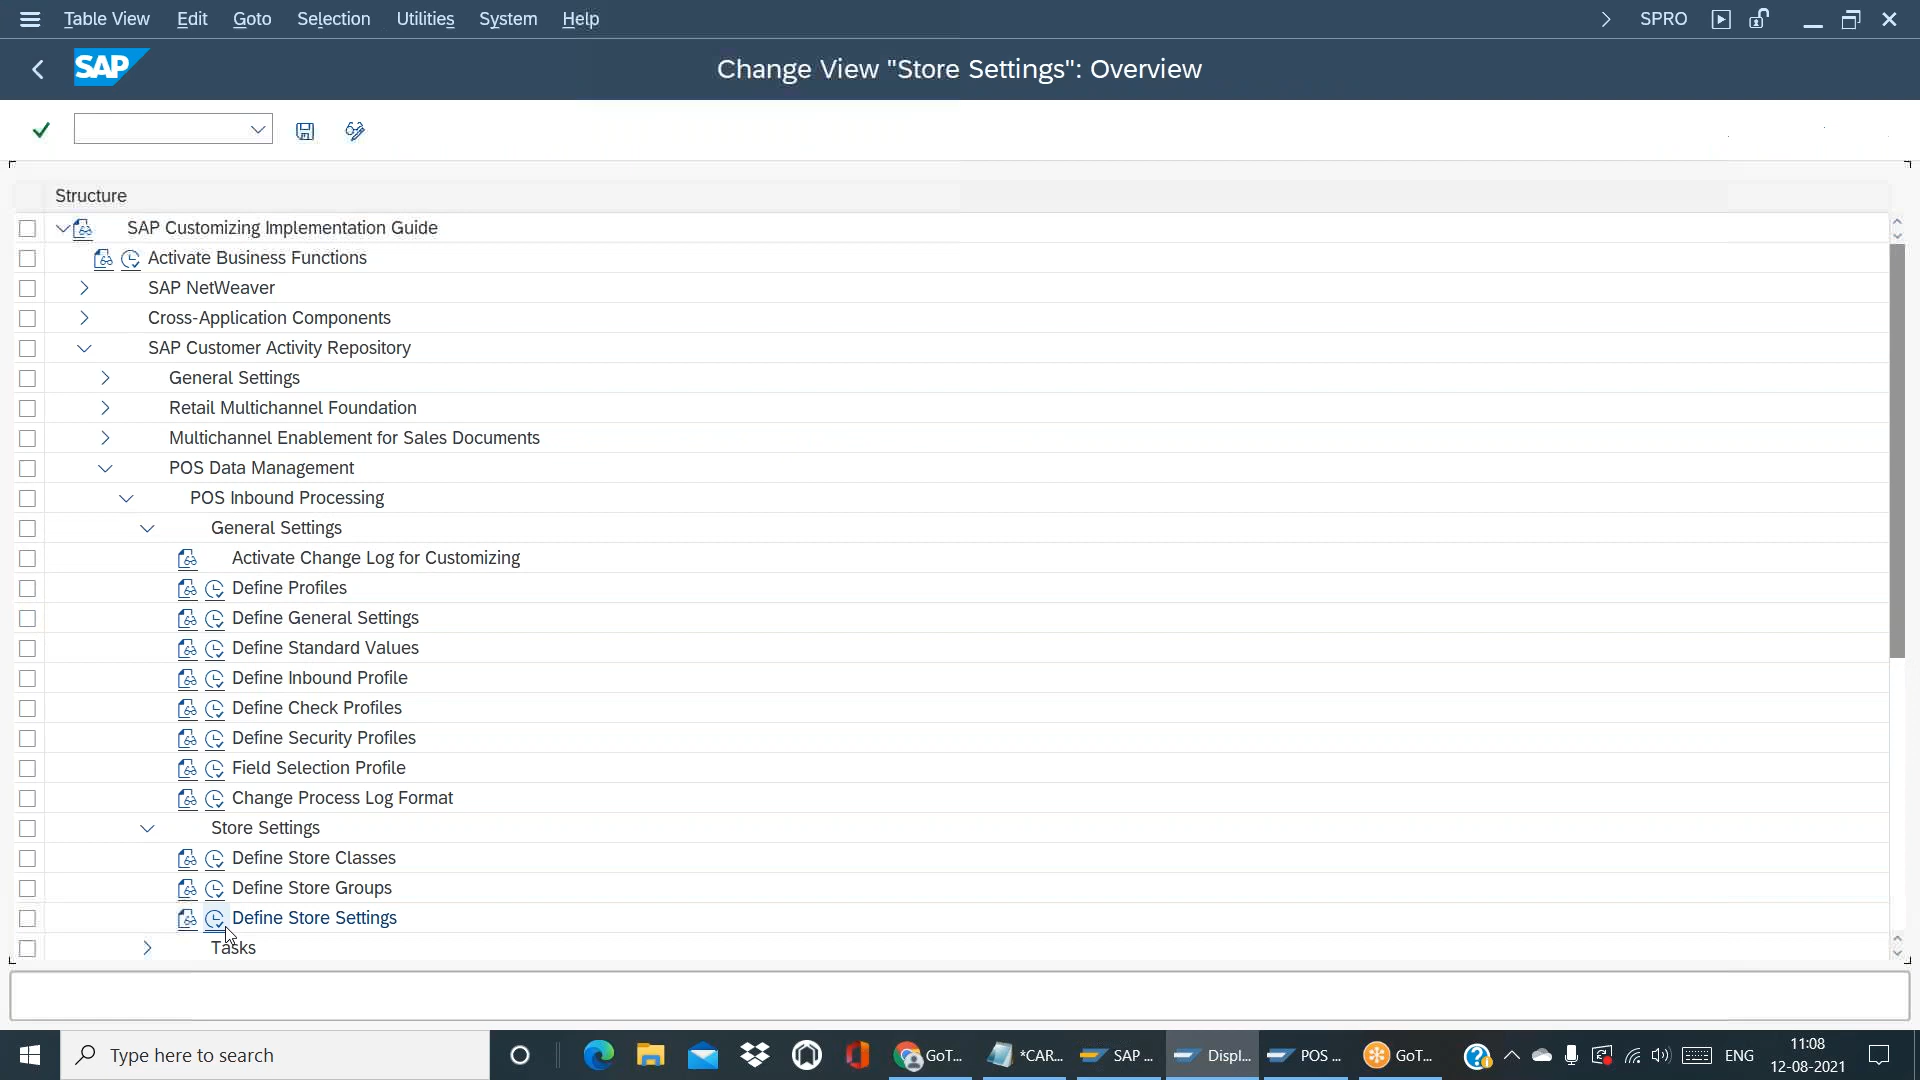 Table View Edit Goto Selection Utilities System Help SPRO
SAP Change View "Store Settings": Overview
Structure
SAP Customizing Implementation Guide
Activate Business Functions
SAP NetWeaver
Cross-Application Components
SAP Customer Activity Repository
General Settings
Retail Multichannel Foundation
Multichannel Enablement for Sales Documents
POS Data Management
POS Inbound Processing
General Settings
Activate Change Log for Customizing
Define Profiles
Define General Settings
Define Standard Values
Define Inbound Profile
Define Check Profiles
Define Security Profiles
Field Selection Profile
Change Process Log Format
Store Settings
Define Store Classes
Define Store Groups
Define Store Settings
Tasks
Type here to search GoT... *CAR... SAP ... Displ... POS ... GoT... ENG 11:08
12-08-2021